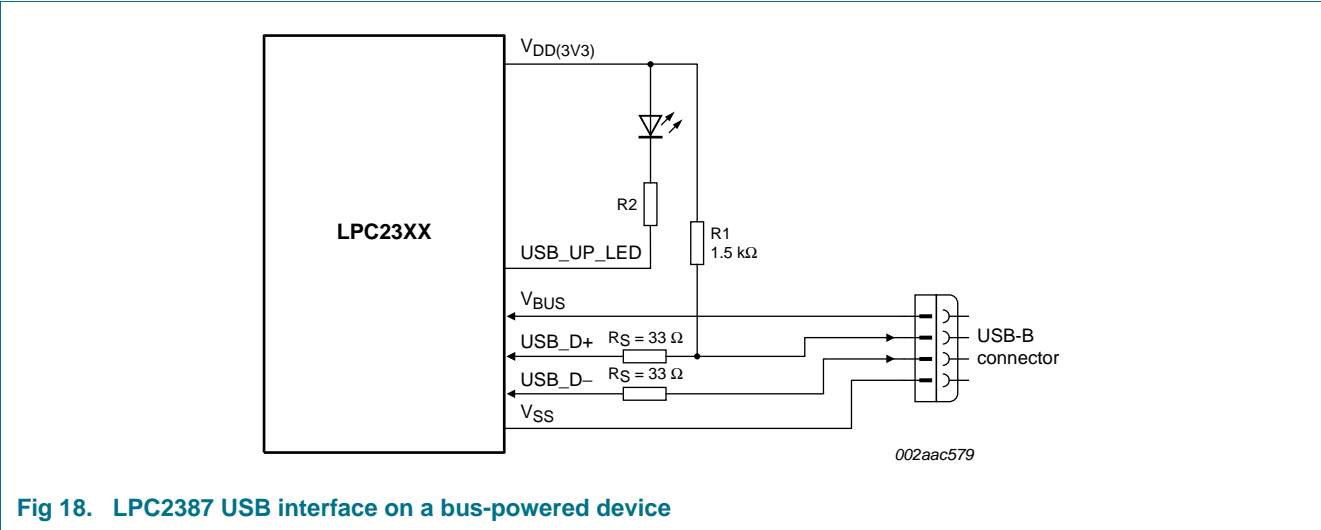 VDD(3V3)
R2
LPC23XX
R1
1.5 kΩ
USB_UP_LED
VBUS
USB_D+ RS = 33 Ω
USB-B
connector
USB_D− RS = 33 Ω
VSS
002aac579
Fig 18. LPC2387 USB interface on a bus-powered device